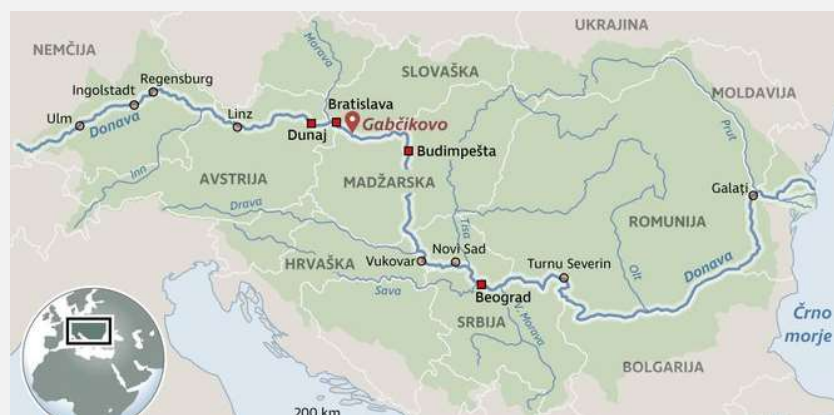 UKRAJINA
NEMČIJA
Morava
SLOVAŠKA
Regensburg
Ingolstadt
MOLDAVIJA
Bratislava
Linz
Ulm
Donava
Gabčikovo
Dunaj
Prut
Budimpešta
Inn
AVSTRIJA
MADŽARSKA
Galați
Drava
Tisa
ROMUNIJA
Novi Sad
Vukovar
HRVAŠKA
Turnu Severin
Olt
Donava
Sava
Beograd
V. Morava
Črno
morje
SRBIJA
BOLGARIJA
200 km